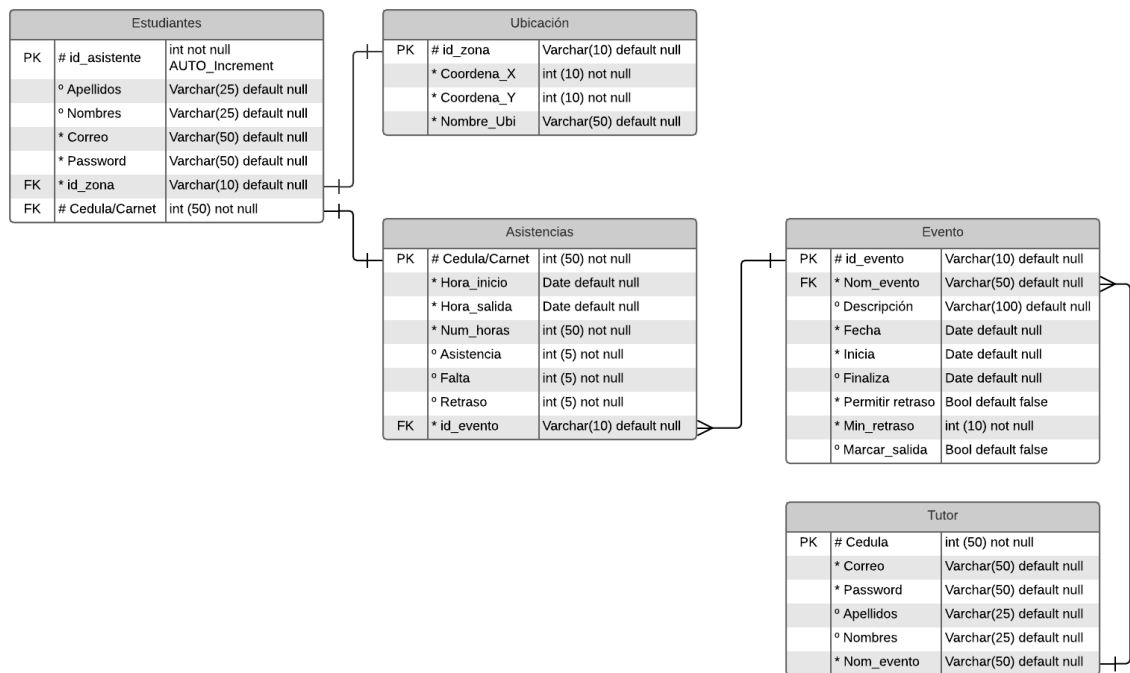 Estudiantes
PK # id_asistente int not null
AUTO_Increment
º Apellidos Varchar(25) default null
º Nombres Varchar(25) default null
* Correo Varchar(50) default null
* Password Varchar(50) default null
FK * id_zona Varchar(10) default null
FK # Cedula/Carnet int (50) not null
Ubicación
PK # id_zona Varchar(10) default null
* Coordena_X int (10) not null
* Coordena_Y int (10) not null
* Nombre_Ubi Varchar(50) default null
Asistencias
PK # Cedula/Carnet int (50) not null
* Hora_inicio Date default null
* Hora_salida Date default null
* Num_horas int (50) not null
º Asistencia int (5) not null
º Falta int (5) not null
º Retraso int (5) not null
FK * id_evento Varchar(10) default null
Evento
PK # id_evento Varchar(10) default null
FK * Nom_evento Varchar(50) default null
º Descripción Varchar(100) default null
* Fecha Date default null
* Inicia Date default null
º Finaliza Date default null
* Permitir retraso Bool default false
* Min_retraso int (10) not null
º Marcar_salida Bool default false
Tutor
PK # Cedula int (50) not null
* Correo Varchar(50) default null
* Password Varchar(50) default null
º Apellidos Varchar(25) default null
º Nombres Varchar(25) default null
* Nom_evento Varchar(50) default null